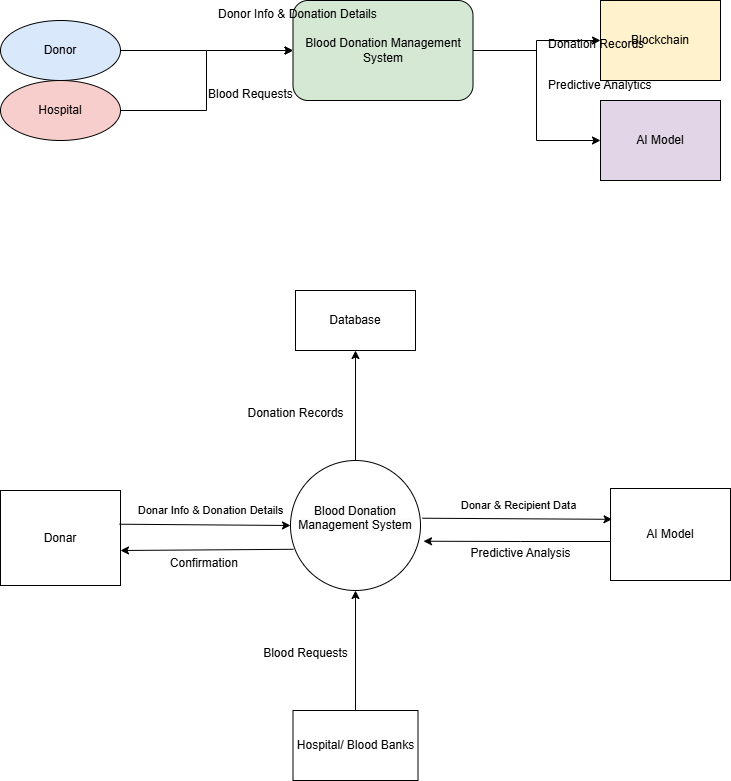 Donor Info & Donation Details
Donor
Blood Donation Management
System
Donation Records
Blockchain
Hospital
Blood Requests
Predictive Analytics
AI Model
Database
Donation Records
Donar Info & Donation Details
Blood Donation
Management System
Donar & Recipient Data
Donar
AI Model
Confirmation
Predictive Analysis
Blood Requests
Hospital/ Blood Banks